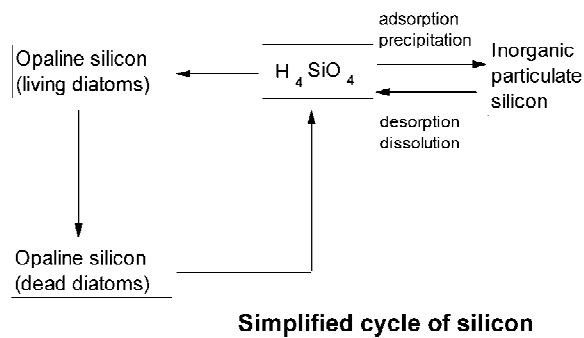 adsorption
precipitation
Opaline silicon
(living diatoms)
H4SiO4
Inorganic
particulate
silicon
desorption
dissolution
Opaline silicon
(dead diatoms)
Simplified cycle of silicon